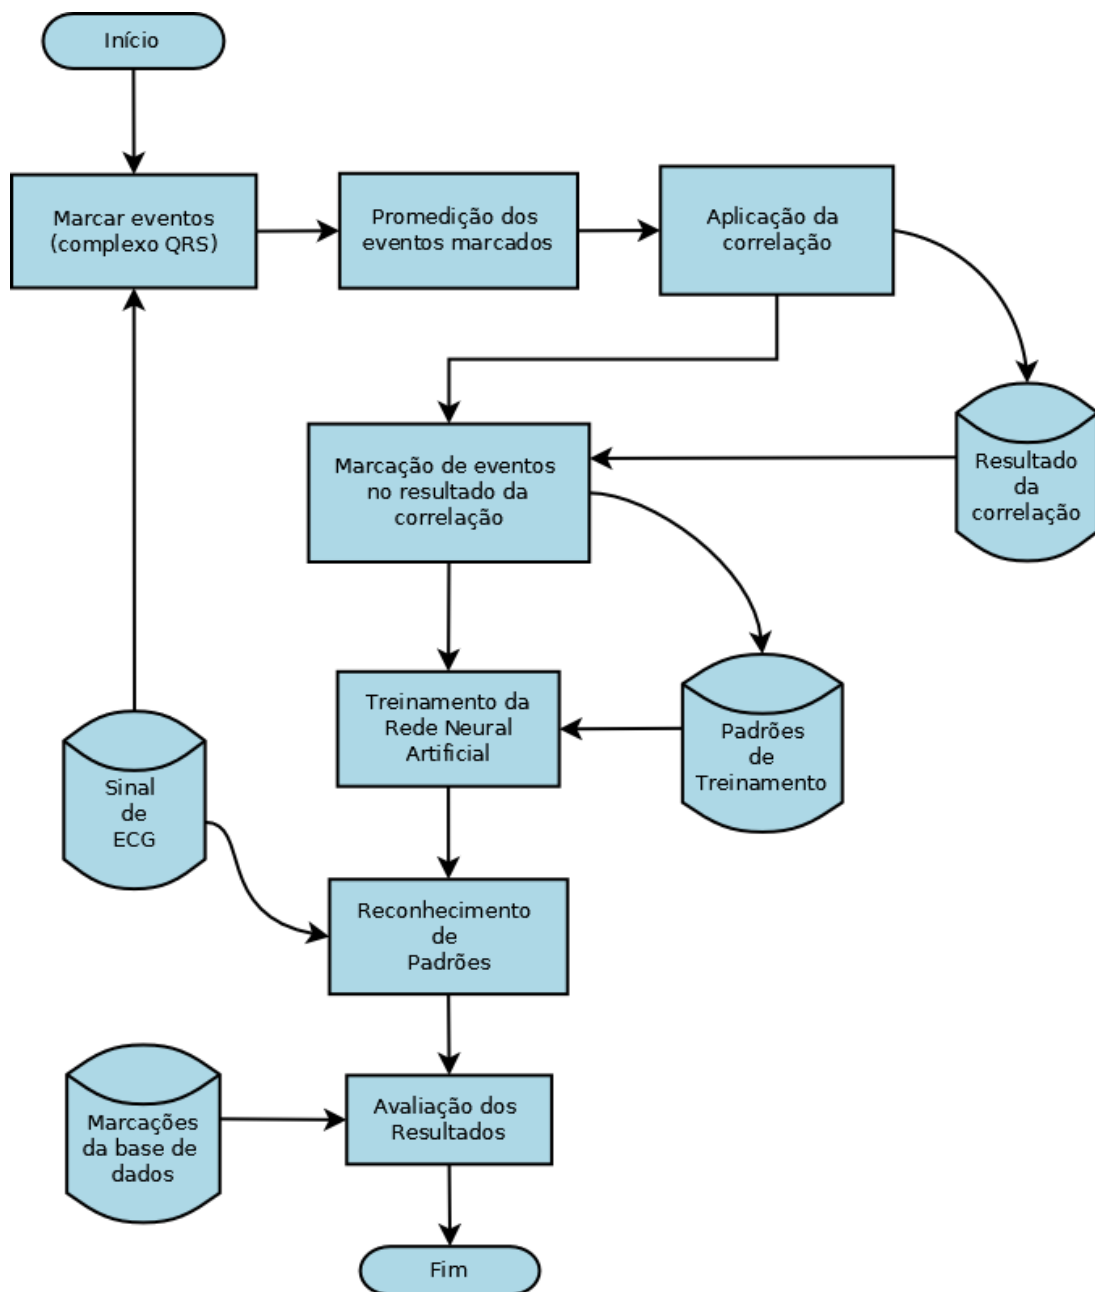 Início
Marcar eventos
(complexo QRS)
Promedição dos
eventos marcados
Aplicação da
correlação
Marcação de eventos
no resultado da
correlação
Resultado
da
correlação
Treinamento da
Rede Neural
Artificial
Padrões
de
Treinamento
Sinal
de
ECG
Reconhecimento
de
Padrões
Marcações
da base de
dados
Avaliação dos
Resultados
Fim